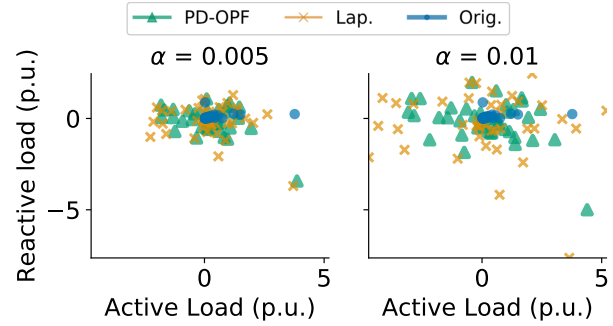 PD-OPF Lap. Orig.
α = 0.005 α = 0.01
Reactive load (p.u.)
0
−5
0 5 0 5
Active Load (p.u.) Active Load (p.u.)